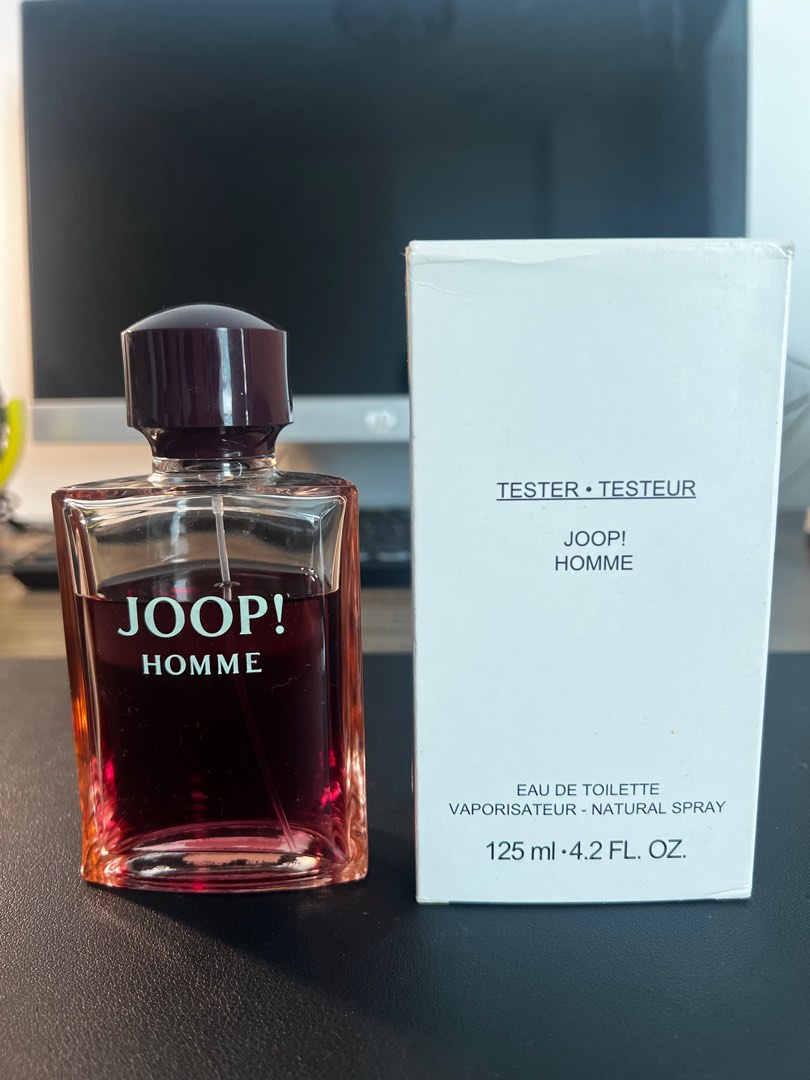 JOOP!
HOMME
TESTER • TESTEUR
JOOP!
HOMME
EAU DE TOILETTE
VAPORISATEUR - NATURAL SPRAY
125 ml • 4.2 FL. OZ.